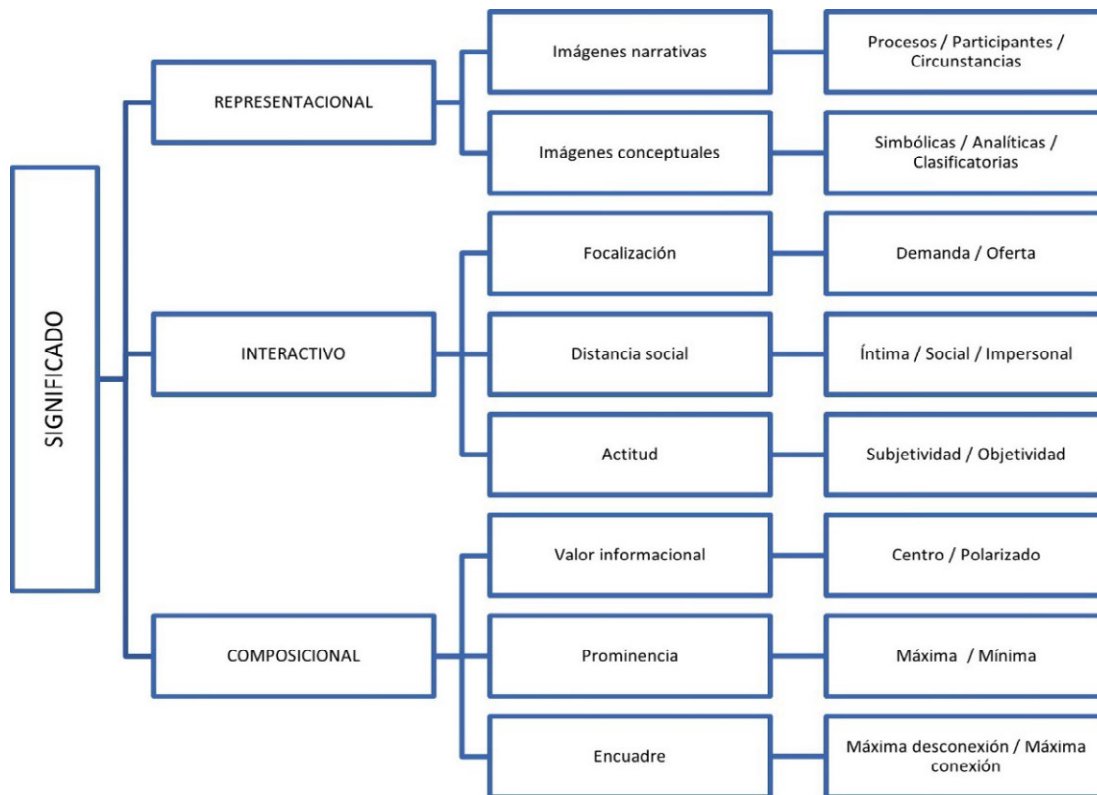 SIGNIFICADO
REPRESENTACIONAL
Imágenes narrativas
Procesos / Participantes /
Circunstancias
Imágenes conceptuales
Simbólicas / Analíticas /
Clasificatorias
INTERACTIVO
Focalización
Demanda / Oferta
Distancia social
Íntima / Social / Impersonal
Actitud
Subjetividad / Objetividad
COMPOSICIONAL
Valor informacional
Centro / Polarizado
Prominencia
Máxima / Mínima
Encuadre
Máxima desconexión / Máxima
conexión